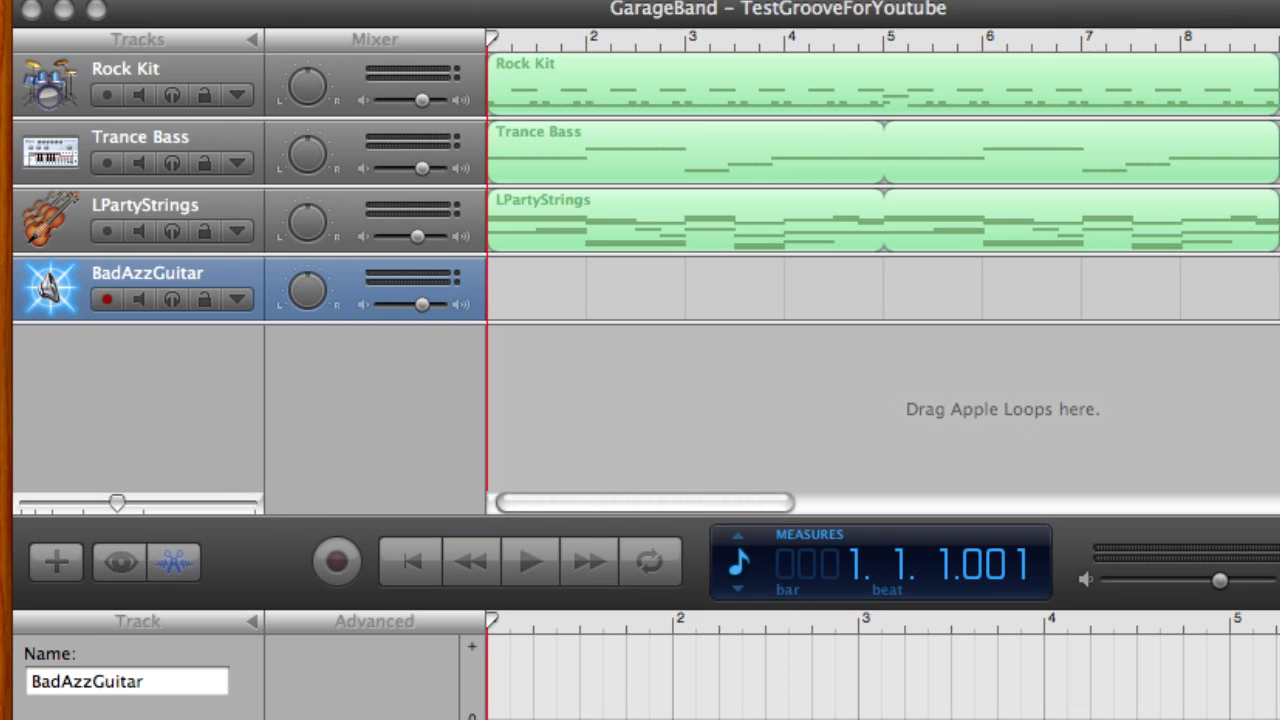 GarageBand – TestGrooveForYoutube
Tracks
Mixer
2 3 4 5 6 7 8
Rock Kit
L R
Rock Kit
Trance Bass
L R
Trance Bass
LPartyStrings
L R
LPartyStrings
BadAzzGuitar
L R
Drag Apple Loops here.
MEASURES
1. 1. 1.001
bar beat
Track
Advanced
2 3 4 5
Name:
BadAzzGuitar
+
0